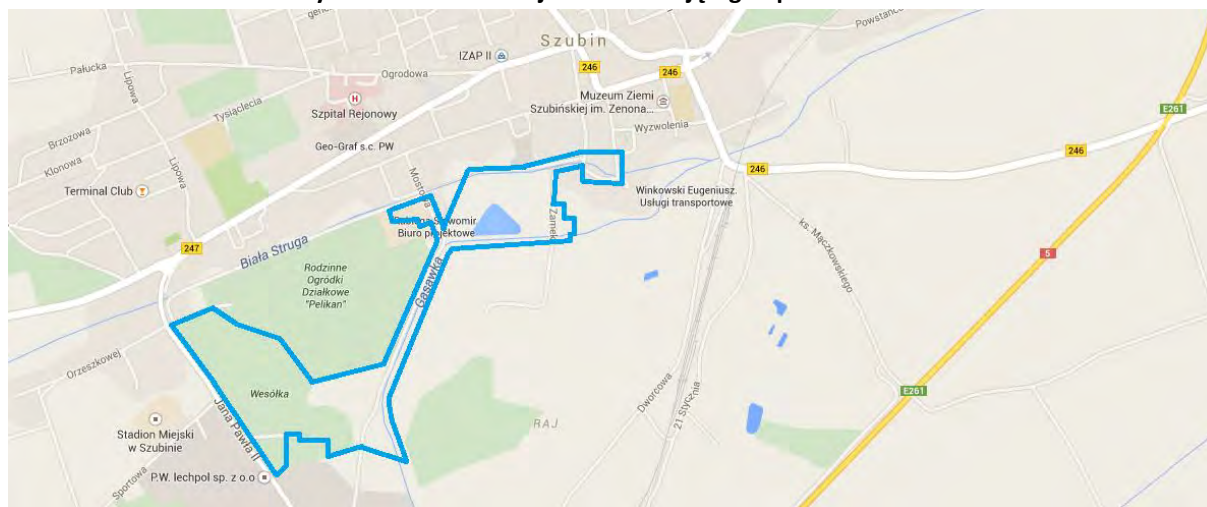 Szubin
Powstańców
IZAP II
246
246
Pałucka
Lipowa
Ogrodowa
Muzeum Ziemi
Szubińskiej im. Zenona...
E261
Tysiąclecia
H
Szpital Rejonowy
Wyzwolenia
Brzozowa
Geo-Graf s.c. PW
246
Klonowa
Lipowa
Mostowa
246
Terminal Club
Winkowski Eugeniusz.
Usługi transportowe
Zamek
Biuro projektowe
ks. Mączkowskiego
247
Biała Struga
5
Rodzinne
Ogródki
Działkowe
"Pelikan"
Gąsawka
Orzeszkowej
Dworcowa
21 Stycznia
E261
Wesółka
Jana Pawła II
RAJ
Stadion Miejski
w Szubinie
Sportowa
P.W. lechpol sp. z o.o